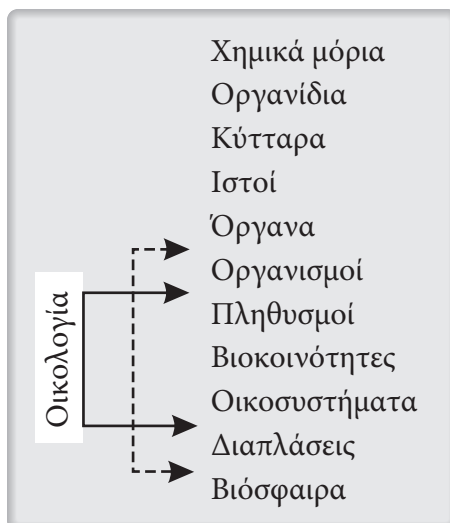 Χημικά μόρια
Οργανίδια
Κύτταρα
Ιστοί
Όργανα
Οργανισμοί
Πληθυσμοί
Βιοκοινότητες
Οικοσυστήματα
Διαπλάσεις
Βιόσφαιρα
Οικολογία